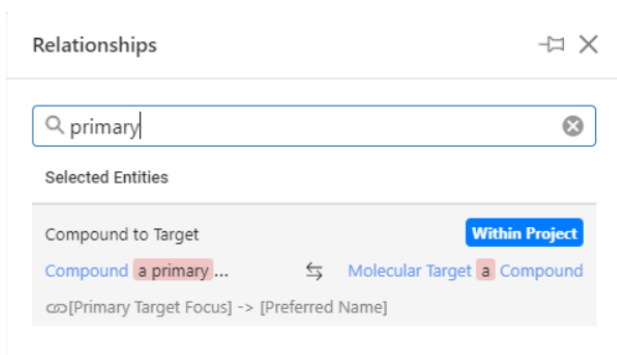 Relationships
primary
Selected Entities
Compound to Target Within Project
Compound a primary... Molecular Target a Compound
[Primary Target Focus] -> [Preferred Name]